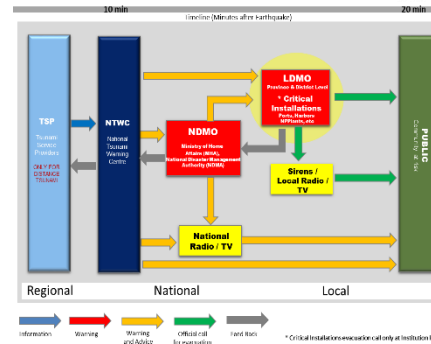 10 min
20 min
Timeline (Minutes after Earthquake)
TSP
Tsunami
Service
Providers
ONLY FOR
DISTANCE
TSUNAMI
NTWC
National
Tsunami
Warning
Centre
NDMO
Ministry of Home
Affairs (MHA),
National Disaster Management
Authority (NDMA)
LDMO
Province & District Level
* Critical
Installations
Ports, Harbors
etc
Sirens /
Local Radio /
TV
National
Radio / TV
PUBLIC
Community at
Regional
National
Local
Information
Warning
Warning
and Advice
Official call
for evacuation
Feed Back
* Critical Installations evacuation call only at Institution